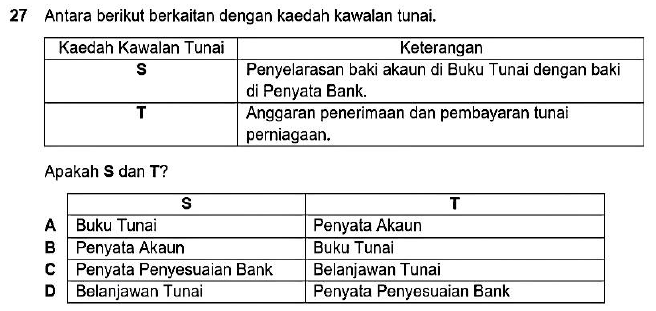 27 Antara berikut berkaitan dengan kaedah kawalan tunai.
Kaedah Kawalan Tunai Keterangan
S Penyelarasan baki akaun di Buku Tunai dengan baki
di Penyata Bank.
T Anggaran penerimaan dan pembayaran tunai
perniagaan.
Apakah S dan T?
S T
A Buku Tunai Penyata Akaun
B Penyata Akaun Buku Tunai
C Penyata Penyesuaian Bank Belanjawan Tunai
D Belanjawan Tunai Penyata Penyesuaian Bank